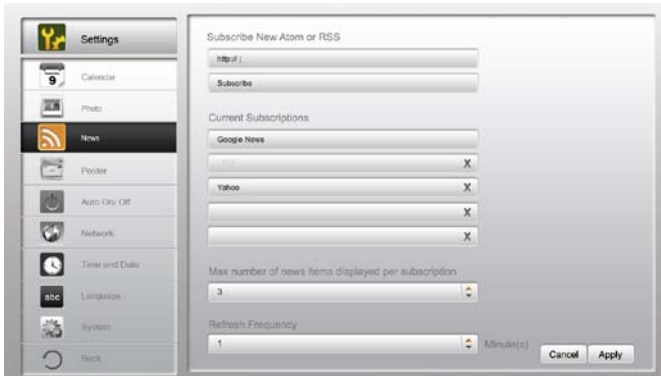 Settings
Calendar
9
Photo
News
Poster
Auto On/ Off
Network
Time and Date
abc
Language
System
Back
Subscribe New Atom or RSS
http:// |
Subscribe
Current Subscriptions
Google News
X
Yahoo X
X
X
Max number of news items displayed per subscription
3
Refresh Frequency
1 Minute(s)
Cancel Apply